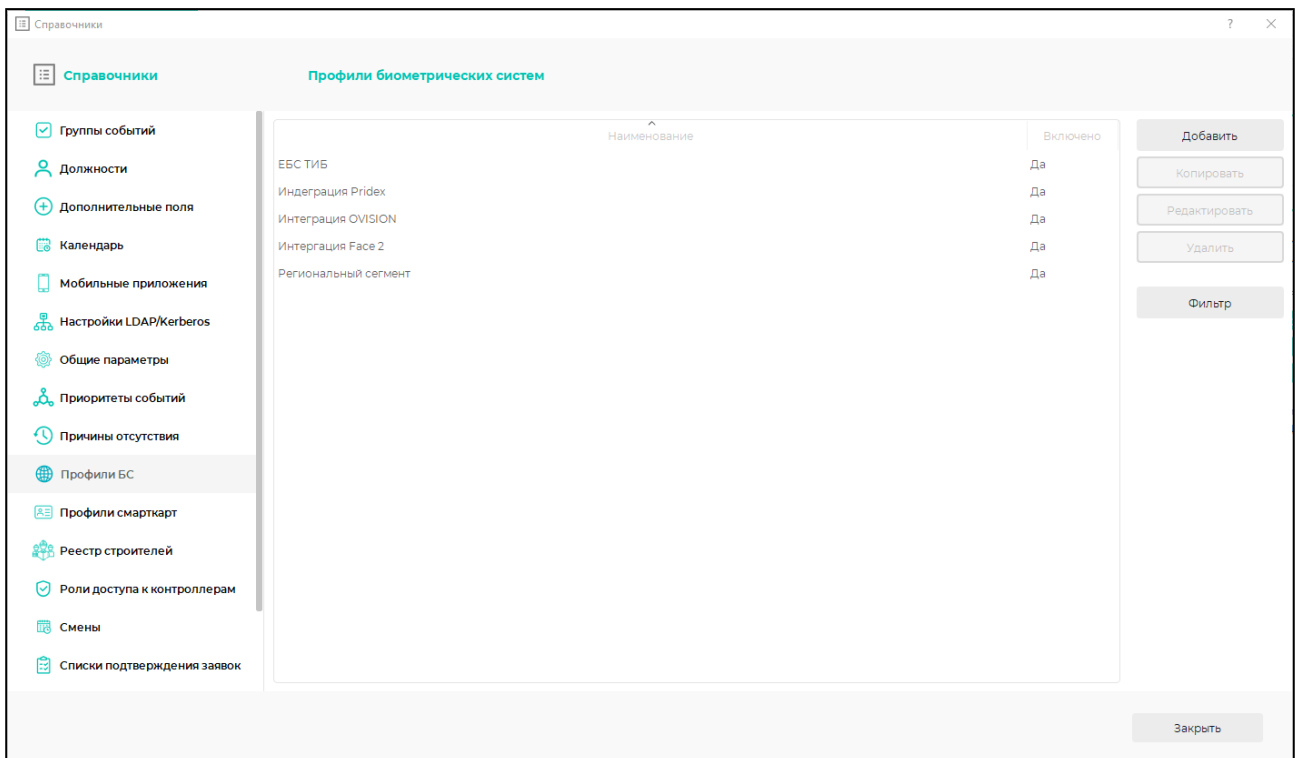 Справочники
?
Справочники
Профили биометрических систем
Группы событий
Должности
Дополнительные поля
Календарь
Мобильные приложения
Настройки LDAP/Kerberos
Общие параметры
Приоритеты событий
Причины отсутствия
Профили БС
Профили смарткарт
Реестр строителей
Роли доступа к контроллерам
Смены
Списки подтверждения заявок
Наименование Включено
ЕБС ТИБ Да
Индеграция Pridex Да
Интеграция OVISION Да
Интергация Face 2 Да
Региональный сегмент Да
Добавить
Копировать
Редактировать
Удалить
Фильтр
Закрыть